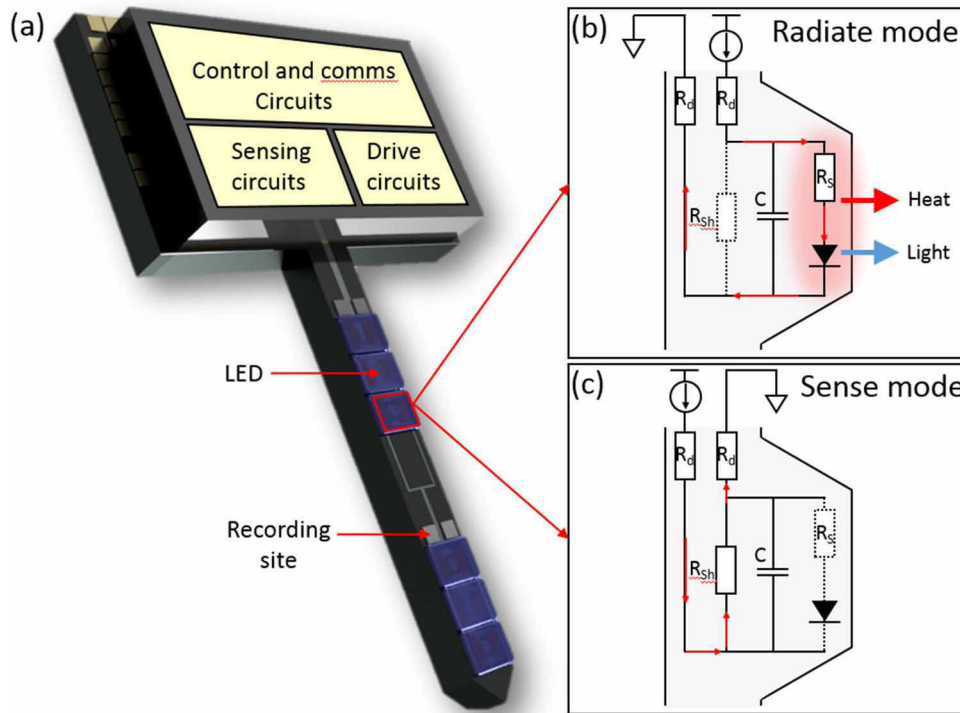 (a)
Control and comms
Circuits
Sensing
circuits
Drive
circuits
LED
Recording
site
(b)
Radiate mode
Rd
Rd
RSh
C
Rs
Heat
Light
(c)
Sense mode
Rd
Rd
RSh
C
Rs